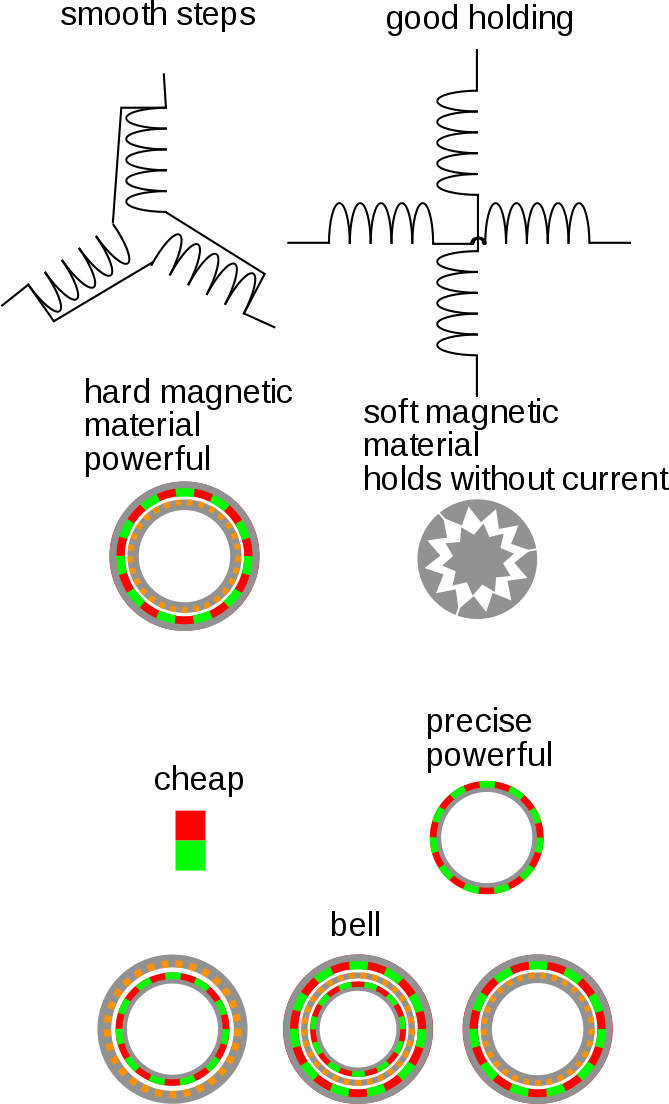 smooth steps
good holding
hard magnetic
material
powerful
soft magnetic
material
holds without current
precise
powerful
cheap
bell